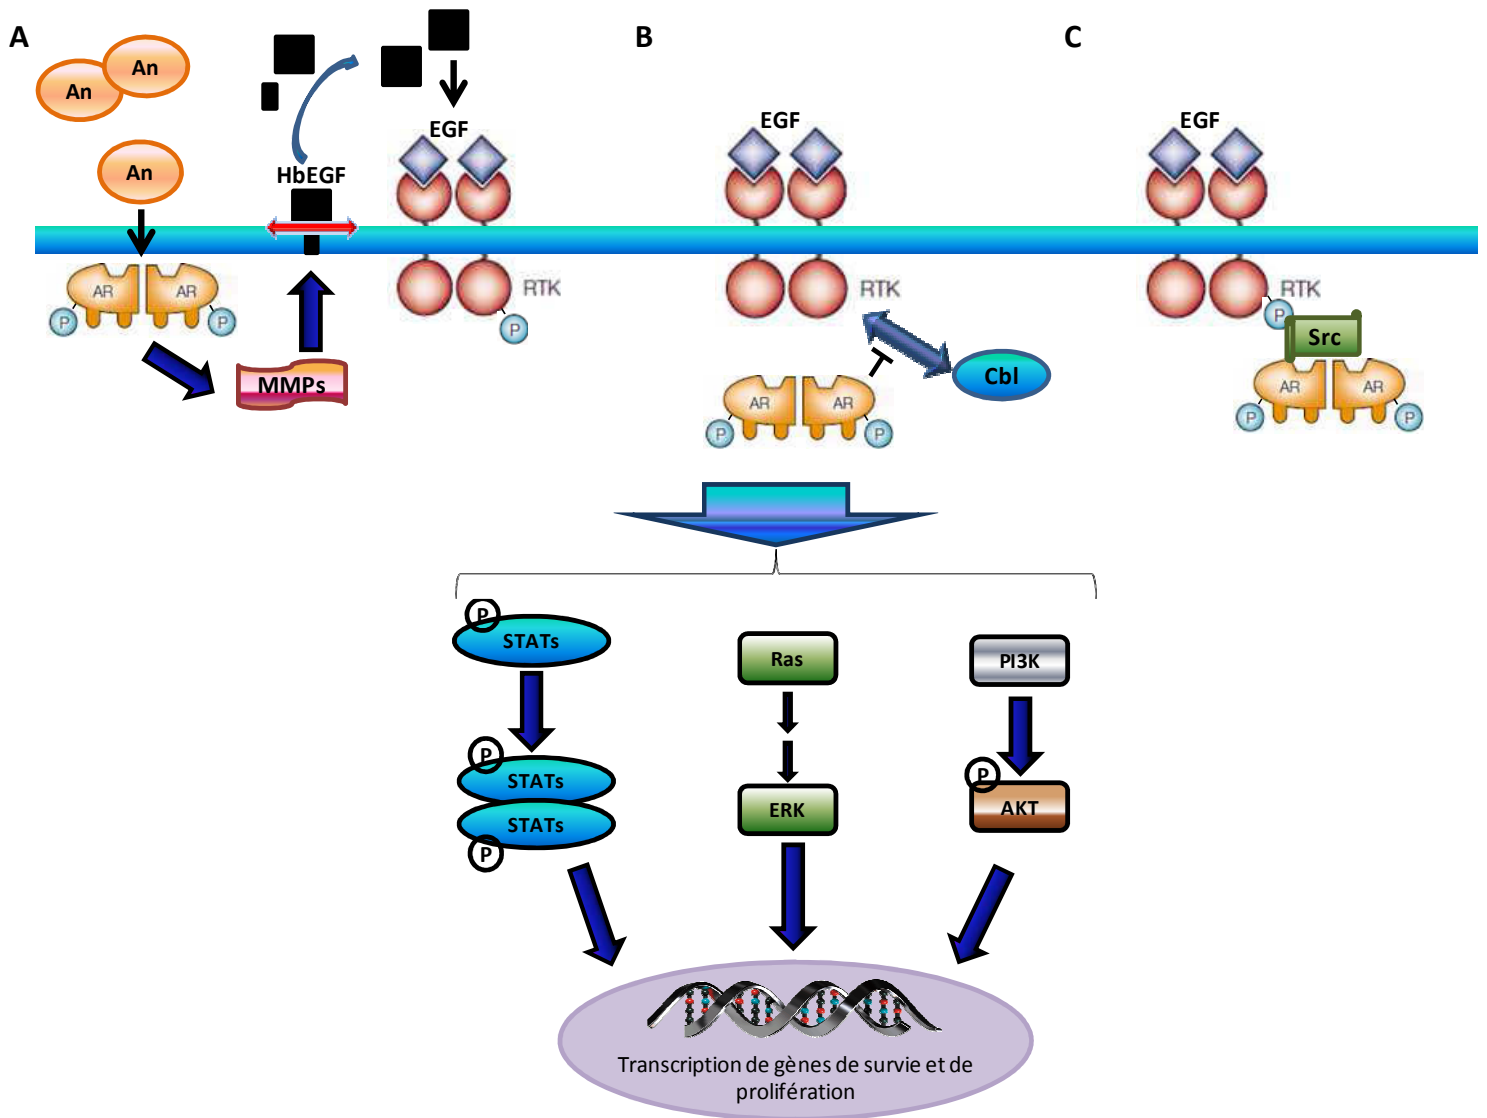 A
An
An
An
HbEGF
EGF
AR
AR
P
P
MMPs
RTK
P
B
EGF
RTK
Cbl
AR
AR
P
P
C
EGF
RTK
P
Src
AR
AR
P
P
P
STATs
P
STATs
STATs
P
Ras
ERK
PI3K
P
AKT
Transcription de gènes de survie et de
prolifération